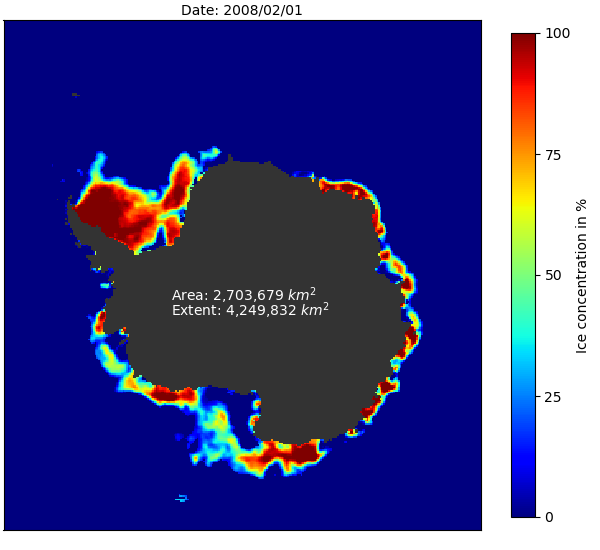 Date: 2008/02/01
Area: 2,703,679 km²
Extent: 4,249,832 km²
100
75
50
25
0
Ice concentration in %